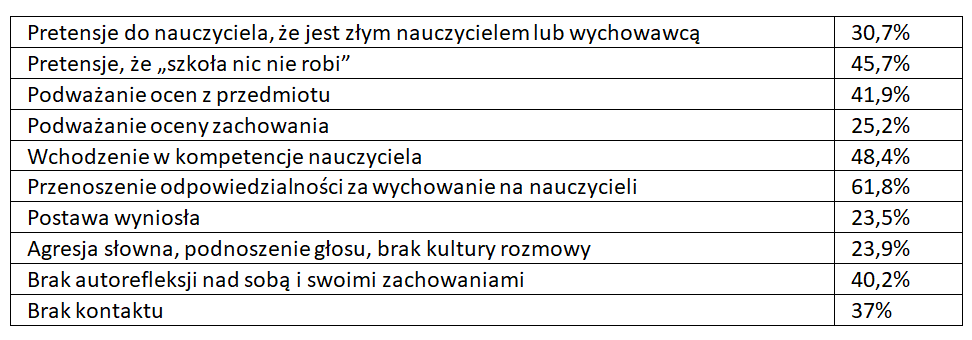 Pretensje do nauczyciela, że jest złym nauczycielem lub wychowawcą 30,7%
Pretensje, że „szkoła nic nie robi” 45,7%
Podważanie ocen z przedmiotu 41,9%
Podważanie oceny zachowania 25,2%
Wchodzenie w kompetencje nauczyciela 48,4%
Przenoszenie odpowiedzialności za wychowanie na nauczycieli 61,8%
Postawa wyniosła 23,5%
Agresja słowna, podnoszenie głosu, brak kultury rozmowy 23,9%
Brak autorefleksji nad sobą i swoimi zachowaniami 40,2%
Brak kontaktu 37%